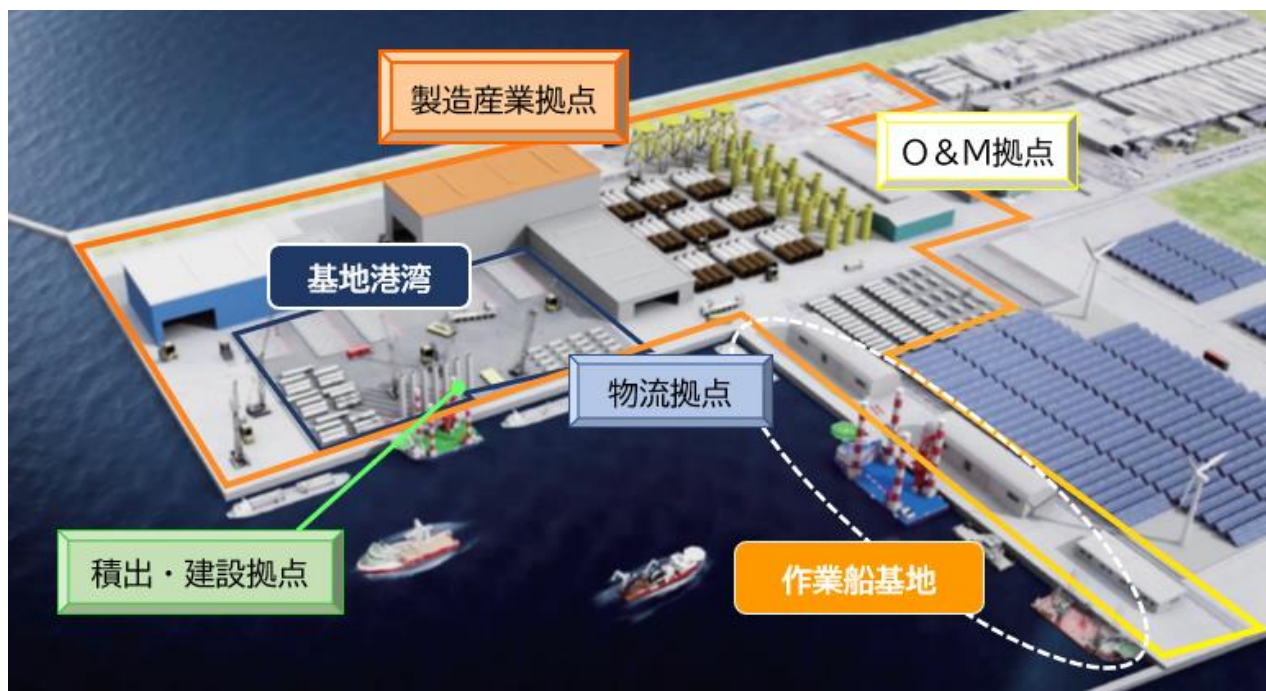 製造産業拠点
Ｏ＆Ｍ拠点
基地港湾
物流拠点
積出・建設拠点
作業船基地